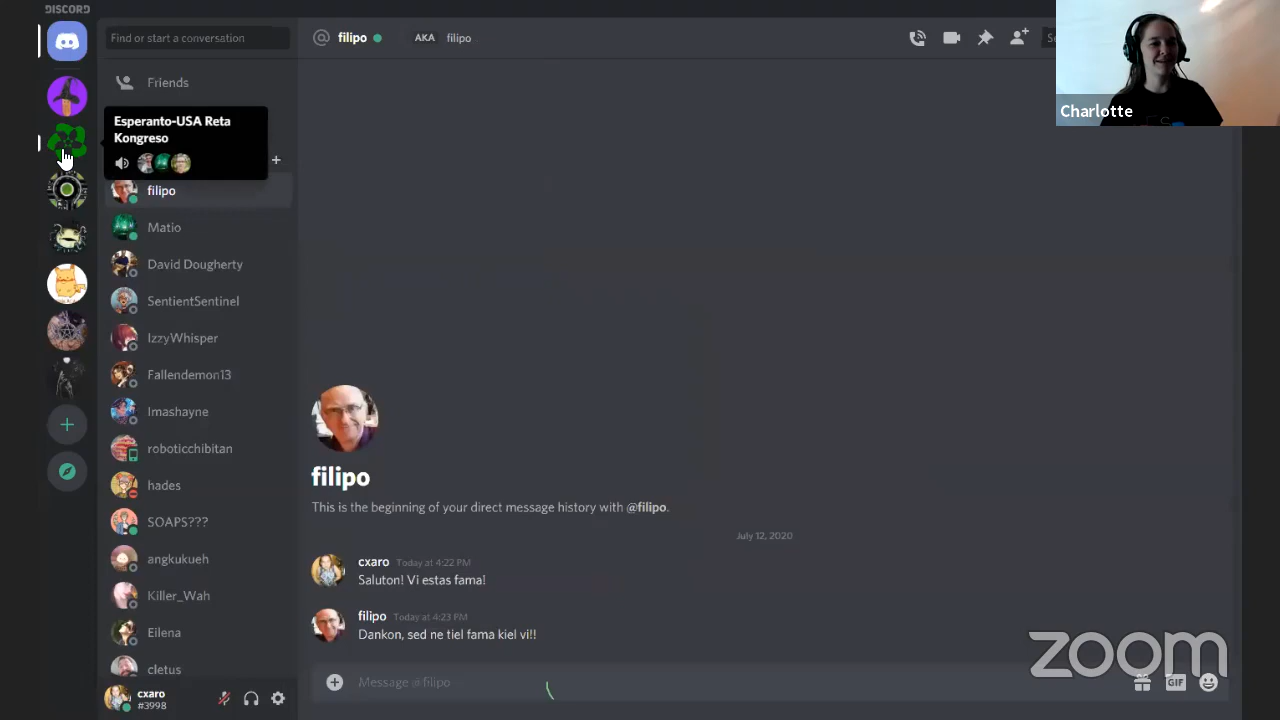 DISCORD
Find or start a conversation
filipo
AKA filipo
Charlotte
Friends
Esperanto-USA Reta
Kongreso
filipo
Matio
David Dougherty
SentientSentinel
IzzyWhisper
Fallendemon13
Imashayne
roboticchibitan
hades
SOAPS???
angkukueh
Killer_Wah
Eilena
cletus
cxaro
#3998
filipo
This is the beginning of your direct message history with @filipo.
July 12, 2020
cxaro Today at 4:22 PM
Saluton! Vi estas fama!
filipo Today at 4:23 PM
Dankon, sed ne tiel fama kiel vi!!
Message @filipo
GIF
zoom